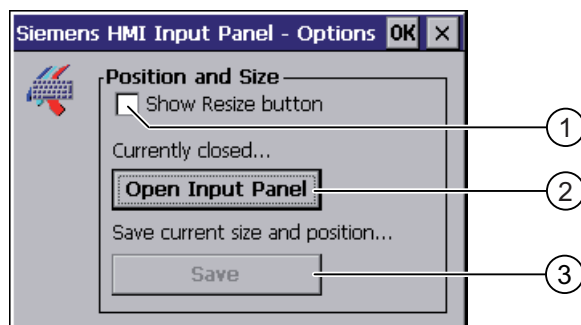 Siemens HMI Input Panel - Options OK ×
Position and Size
Show Resize button
1
Currently closed...
Open Input Panel
2
Save current size and position...
Save
3